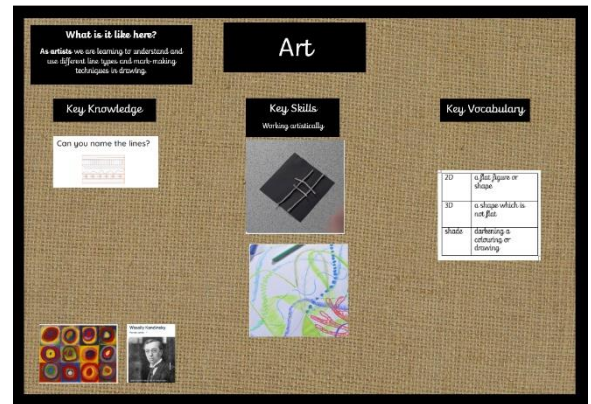 What is it like here?
As artists we are learning to understand and
use different line types and mark-making
techniques in drawing.
Art
Key Knowledge
Can you name the lines?
Key Skills
Working artistically
Key Vocabulary
2D a flat figure or
shape
3D a shape which is
not flat
shade darkening a
colouring or
drawing
Wassily Kandinsky